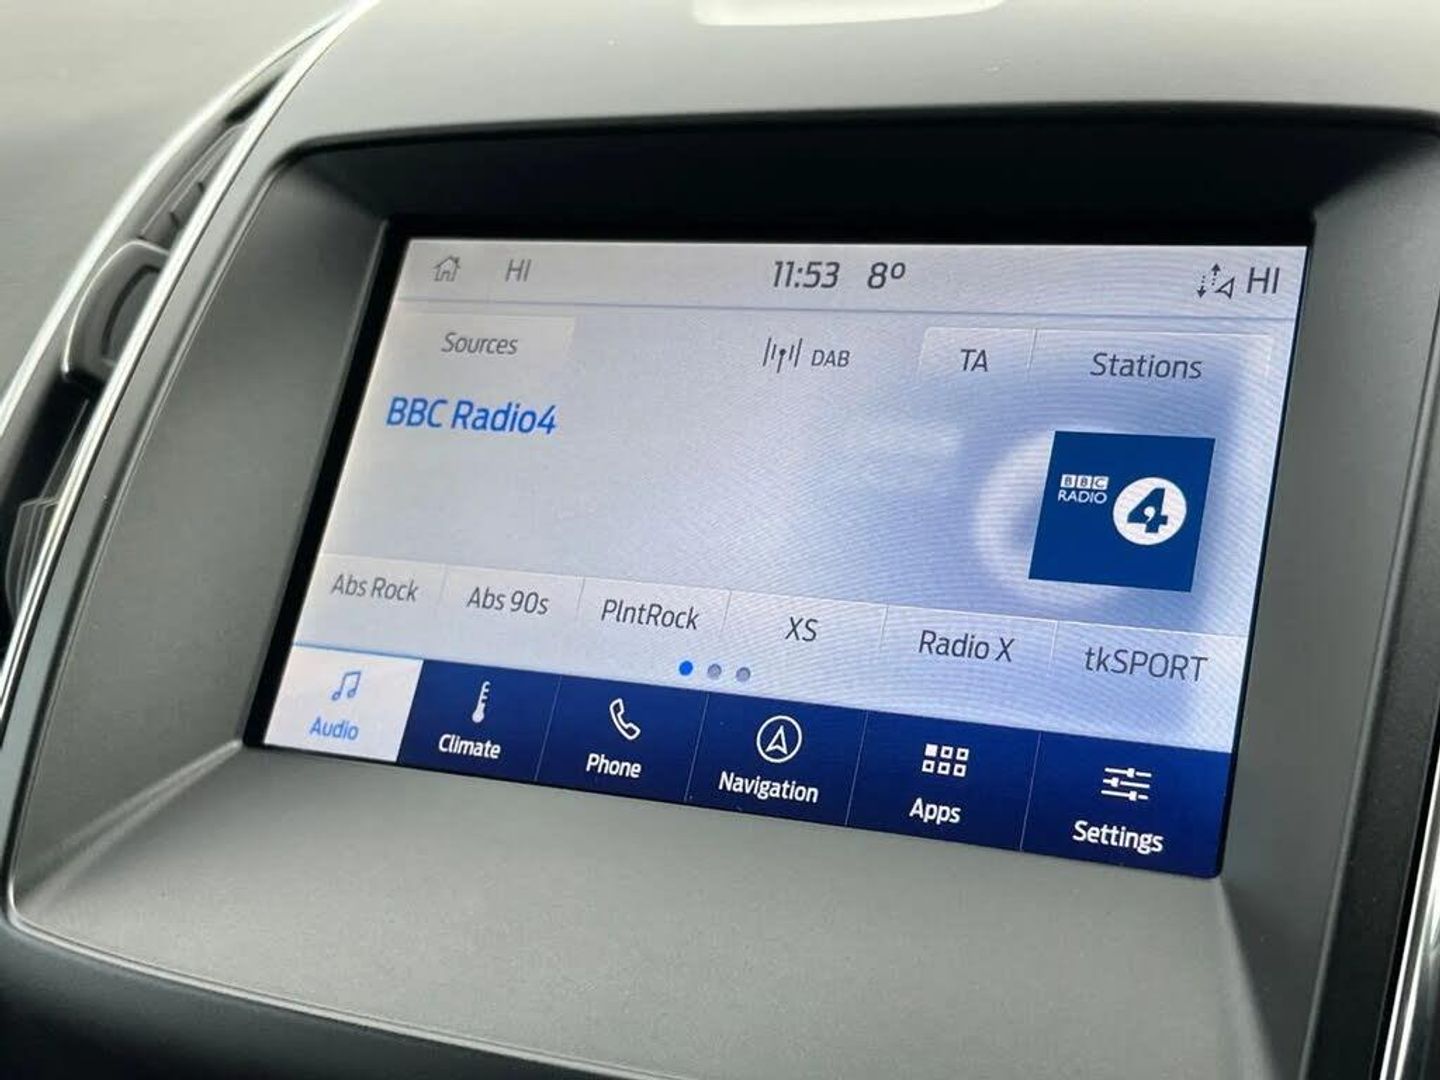 HI 11:53 8º HI
Sources DAB TA Stations
BBC Radio4
BBC
RADIO 4
Abs Rock Abs 90s PlntRock XS Radio X tkSPORT
Audio Climate Phone Navigation Apps Settings